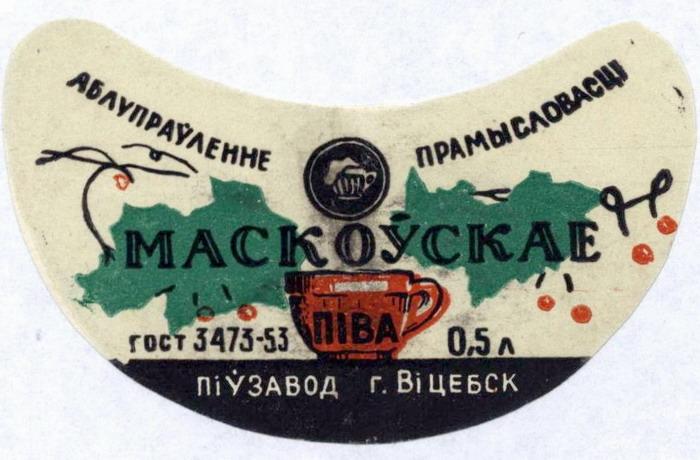 АБЛУПРАЎЛЕННЕ ПРАМЫСЛОВАСЦІ
МАСКОЎСКАЕ
ПІВА
ГОСТ 3473-53 0,5 л
ПІЎЗАВОД г. ВІЦЕБСК